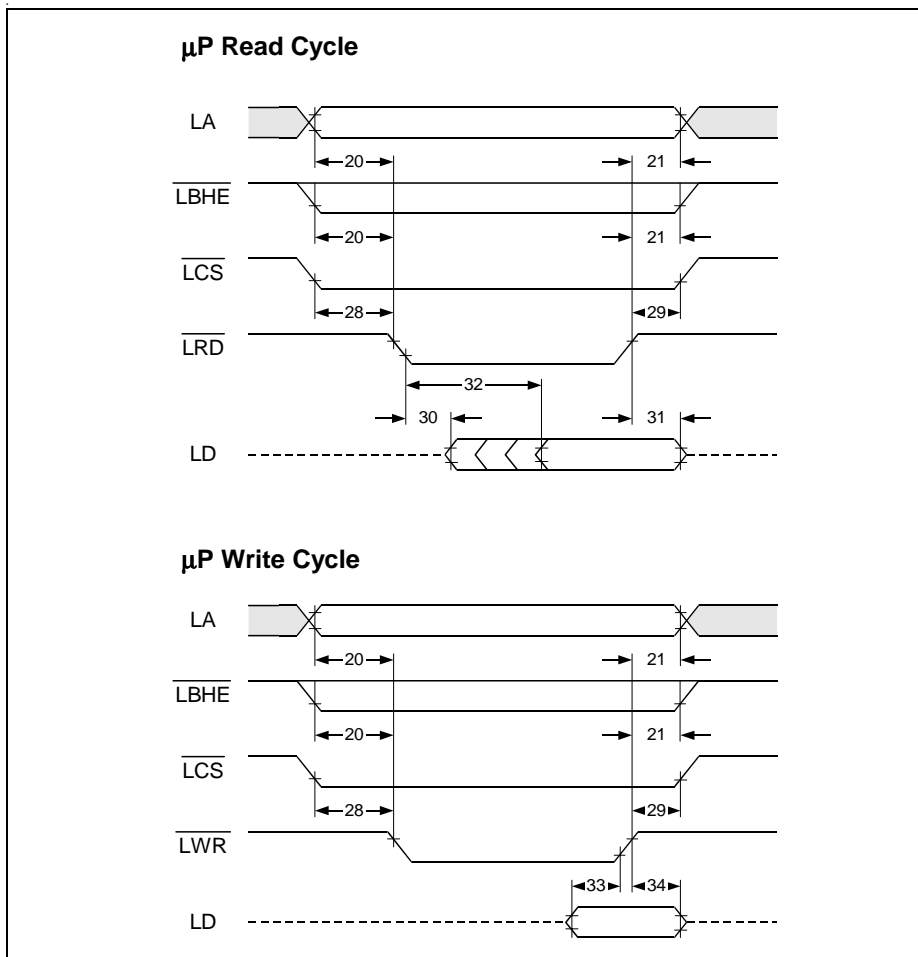 μP Read Cycle
LA
20 21
LBHE
20 21
LCS
28 29
LRD
32
30 31
LD
μP Write Cycle
LA
20 21
LBHE
20 21
LCS
28 29
LWR
33 34
LD